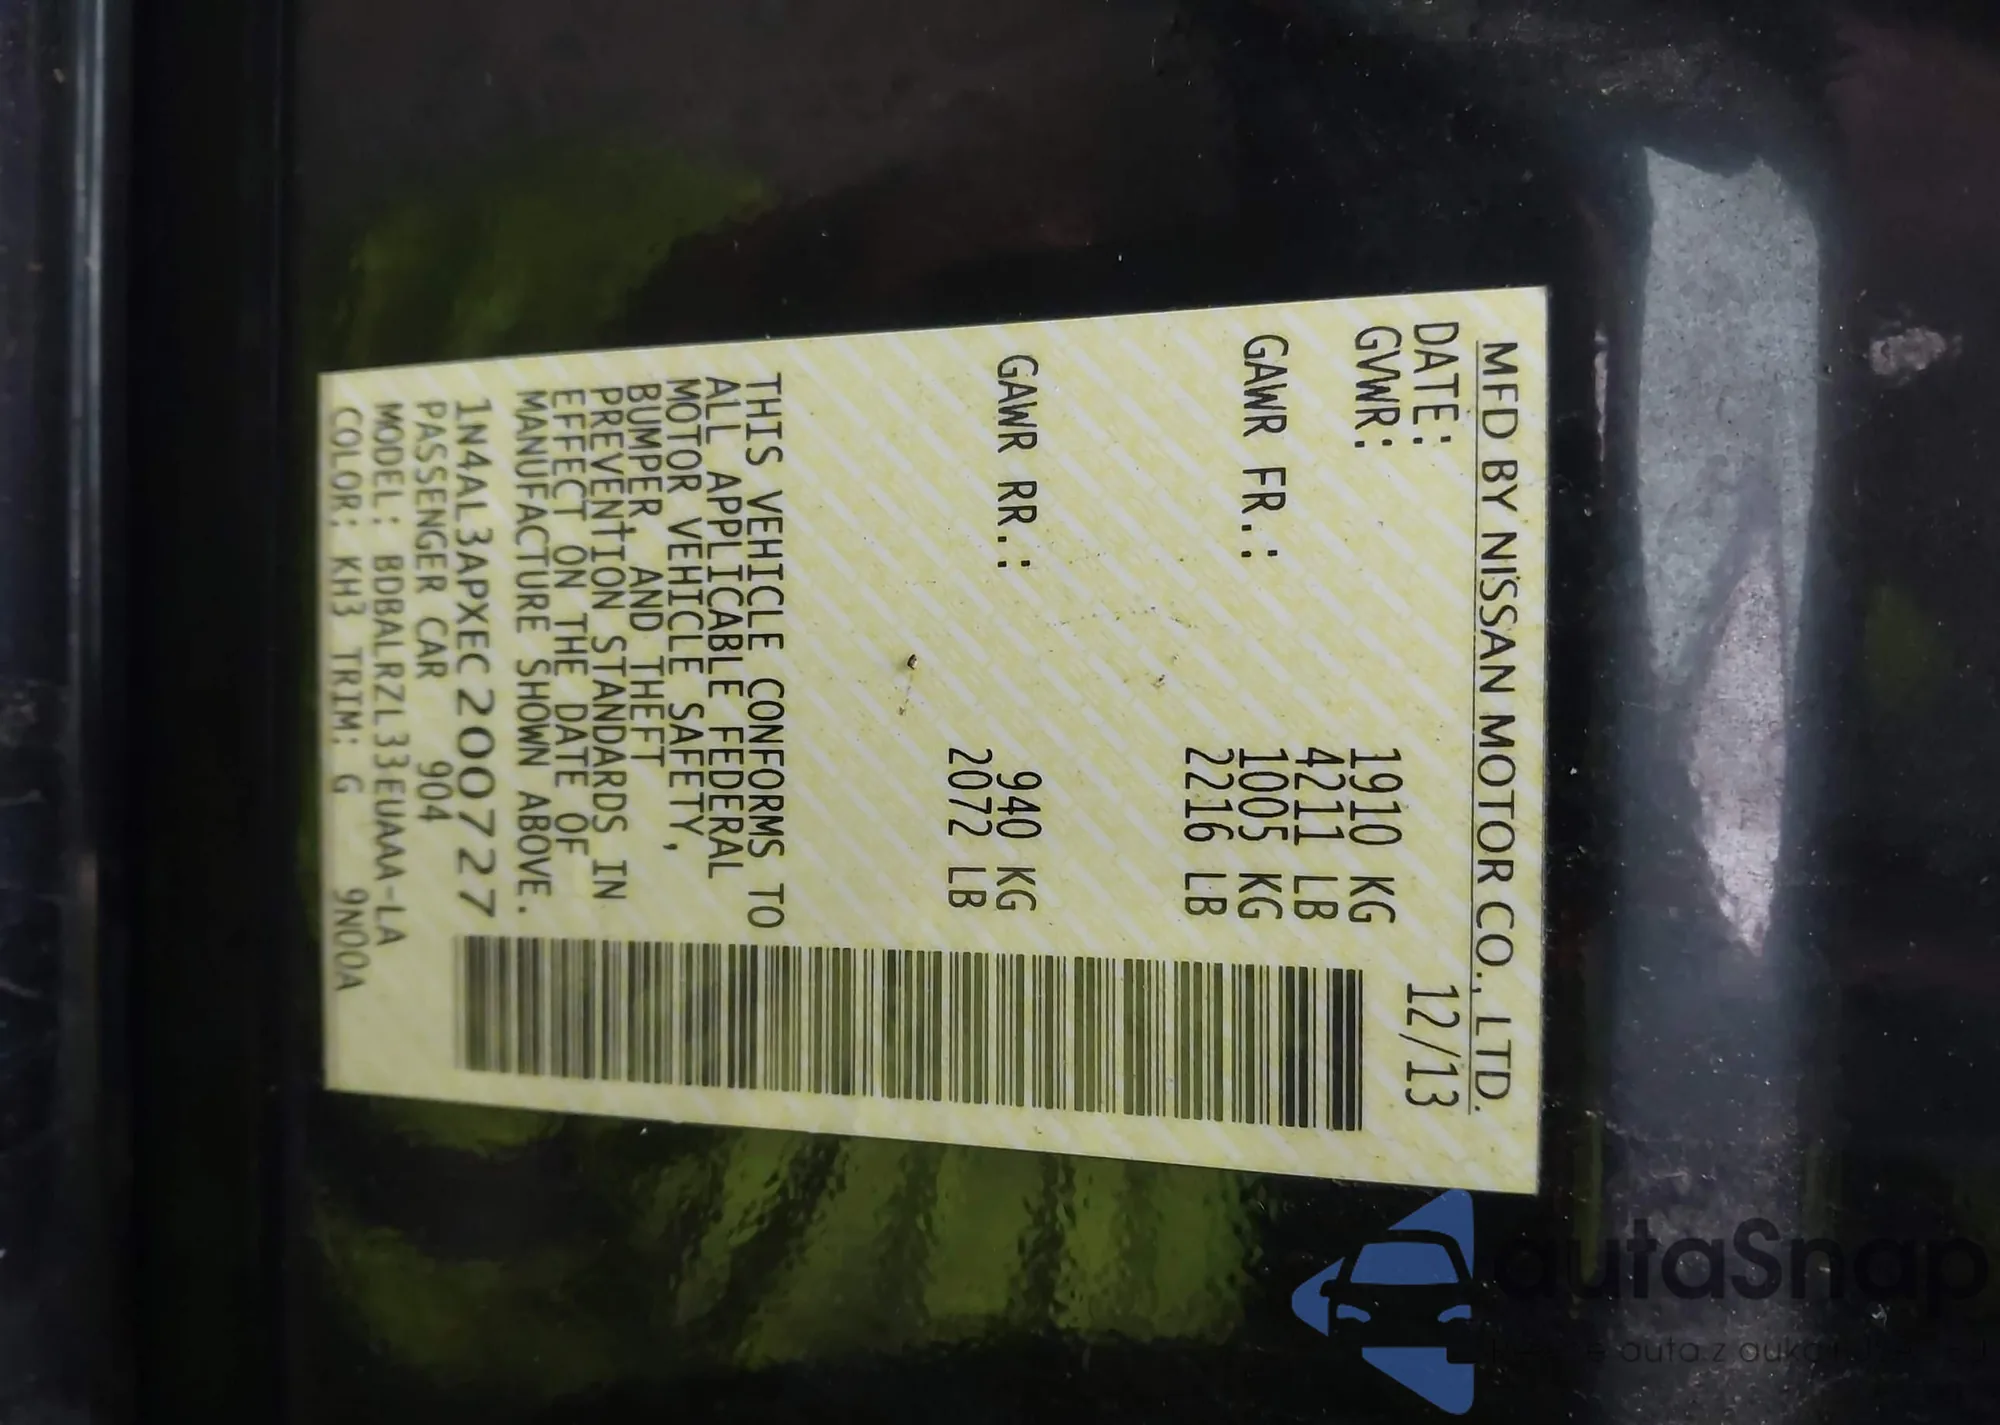 MFD BY NISSAN MOTOR CO., LTD.
DATE: 12/13
GVWR: 1910 KG
4211 LB
GAWR FR.: 1005 KG
2216 LB
GAWR RR.: 940 KG
2072 LB
THIS VEHICLE CONFORMS TO
ALL APPLICABLE FEDERAL
MOTOR VEHICLE SAFETY,
BUMPER, AND THEFT
PREVENTION STANDARDS IN
EFFECT ON THE DATE OF
MANUFACTURE SHOWN ABOVE.
1N4AL3APXEC200727
PASSENGER CAR 904
MODEL: BDBALRZL33EUAAA-LA
COLOR: KH3 TRIM: G 9N00A
autaSnap
auta z